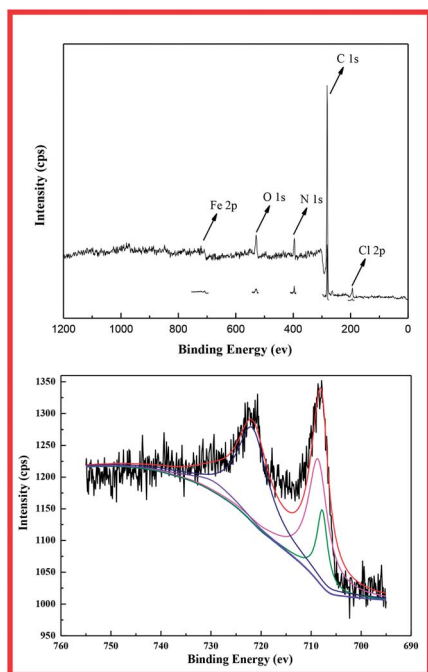 C 1s
O 1s
N 1s
Fe 2p
Cl 2p
Intensity (cps)
1200
1000
800
600
400
200
0
Binding Energy (ev)
1350
1300
1250
1200
1150
1100
1050
1000
950
Intensity (cps)
760
750
740
730
720
710
700
690
Binding Energy (ev)